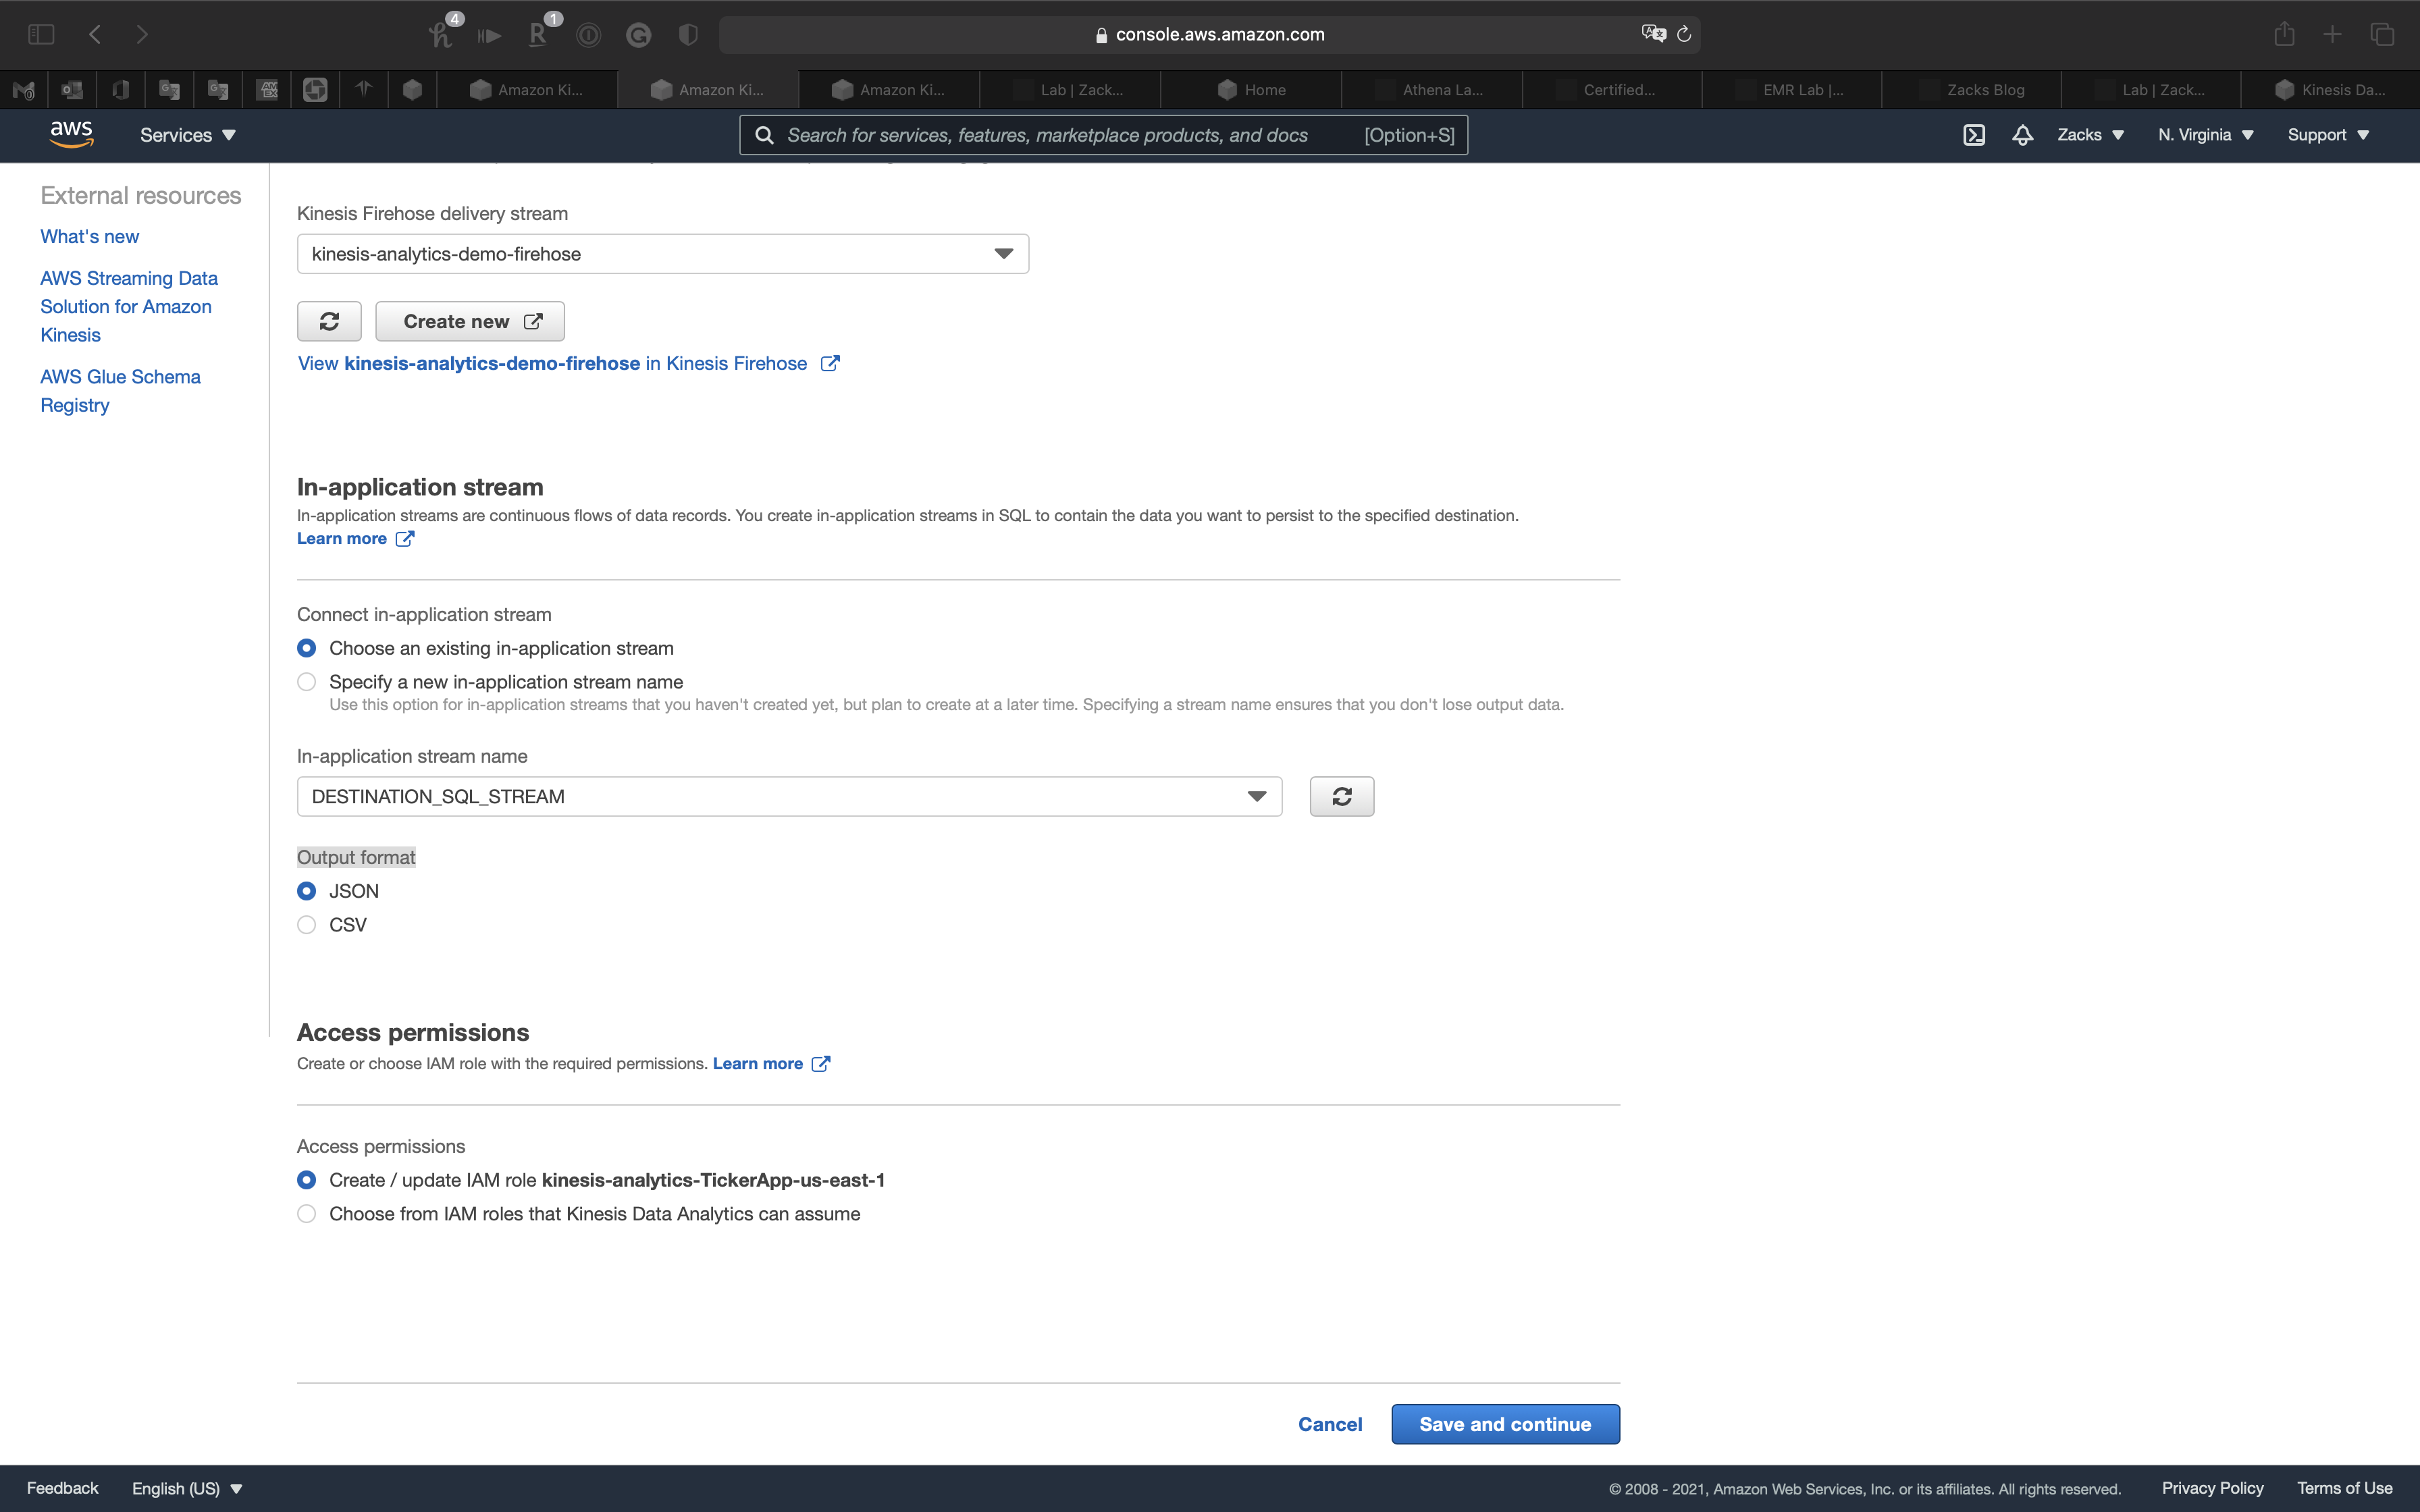 4
1
console.aws.amazon.com
Amazon Ki...
Amazon Ki...
Amazon Ki...
Lab | Zack...
Home
Athena La...
Certified...
EMR Lab |...
Zacks Blog
Lab | Zack...
Kinesis Da...
aws
Services
Search for services, features, marketplace products, and docs [Option+S]
Zacks
N. Virginia
Support
External resources
What's new
AWS Streaming Data
Solution for Amazon
Kinesis
AWS Glue Schema
Registry
Kinesis Firehose delivery stream
kinesis-analytics-demo-firehose
Create new
View kinesis-analytics-demo-firehose in Kinesis Firehose
In-application stream
In-application streams are continuous flows of data records. You create in-application streams in SQL to contain the data you want to persist to the specified destination.
Learn more
Connect in-application stream
Choose an existing in-application stream
Specify a new in-application stream name
Use this option for in-application streams that you haven't created yet, but plan to create at a later time. Specifying a stream name ensures that you don't lose output data.
In-application stream name
DESTINATION_SQL_STREAM
Output format
JSON
CSV
Access permissions
Create or choose IAM role with the required permissions. Learn more
Access permissions
Create / update IAM role kinesis-analytics-TickerApp-us-east-1
Choose from IAM roles that Kinesis Data Analytics can assume
Cancel
Save and continue
Feedback
English (US)
© 2008 - 2021, Amazon Web Services, Inc. or its affiliates. All rights reserved.
Privacy Policy
Terms of Use